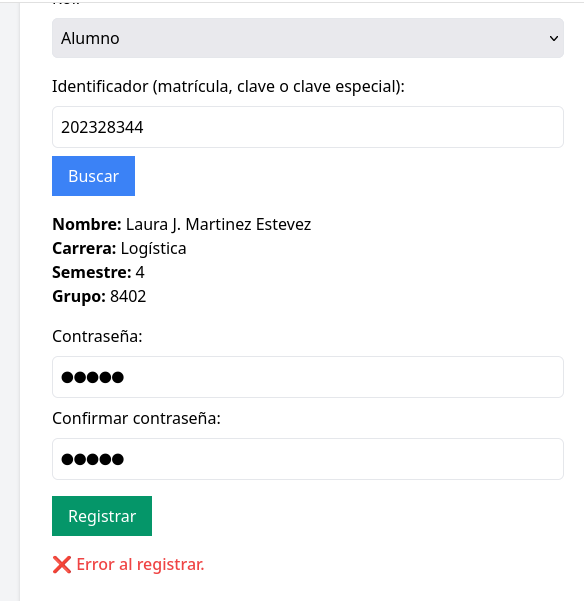 Alumno
Identificador (matrícula, clave o clave especial):
202328344
Buscar
Nombre: Laura J. Martinez Estevez
Carrera: Logística
Semestre: 4
Grupo: 8402
Contraseña:
●●●●●
Confirmar contraseña:
●●●●●
Registrar
❌ Error al registrar.